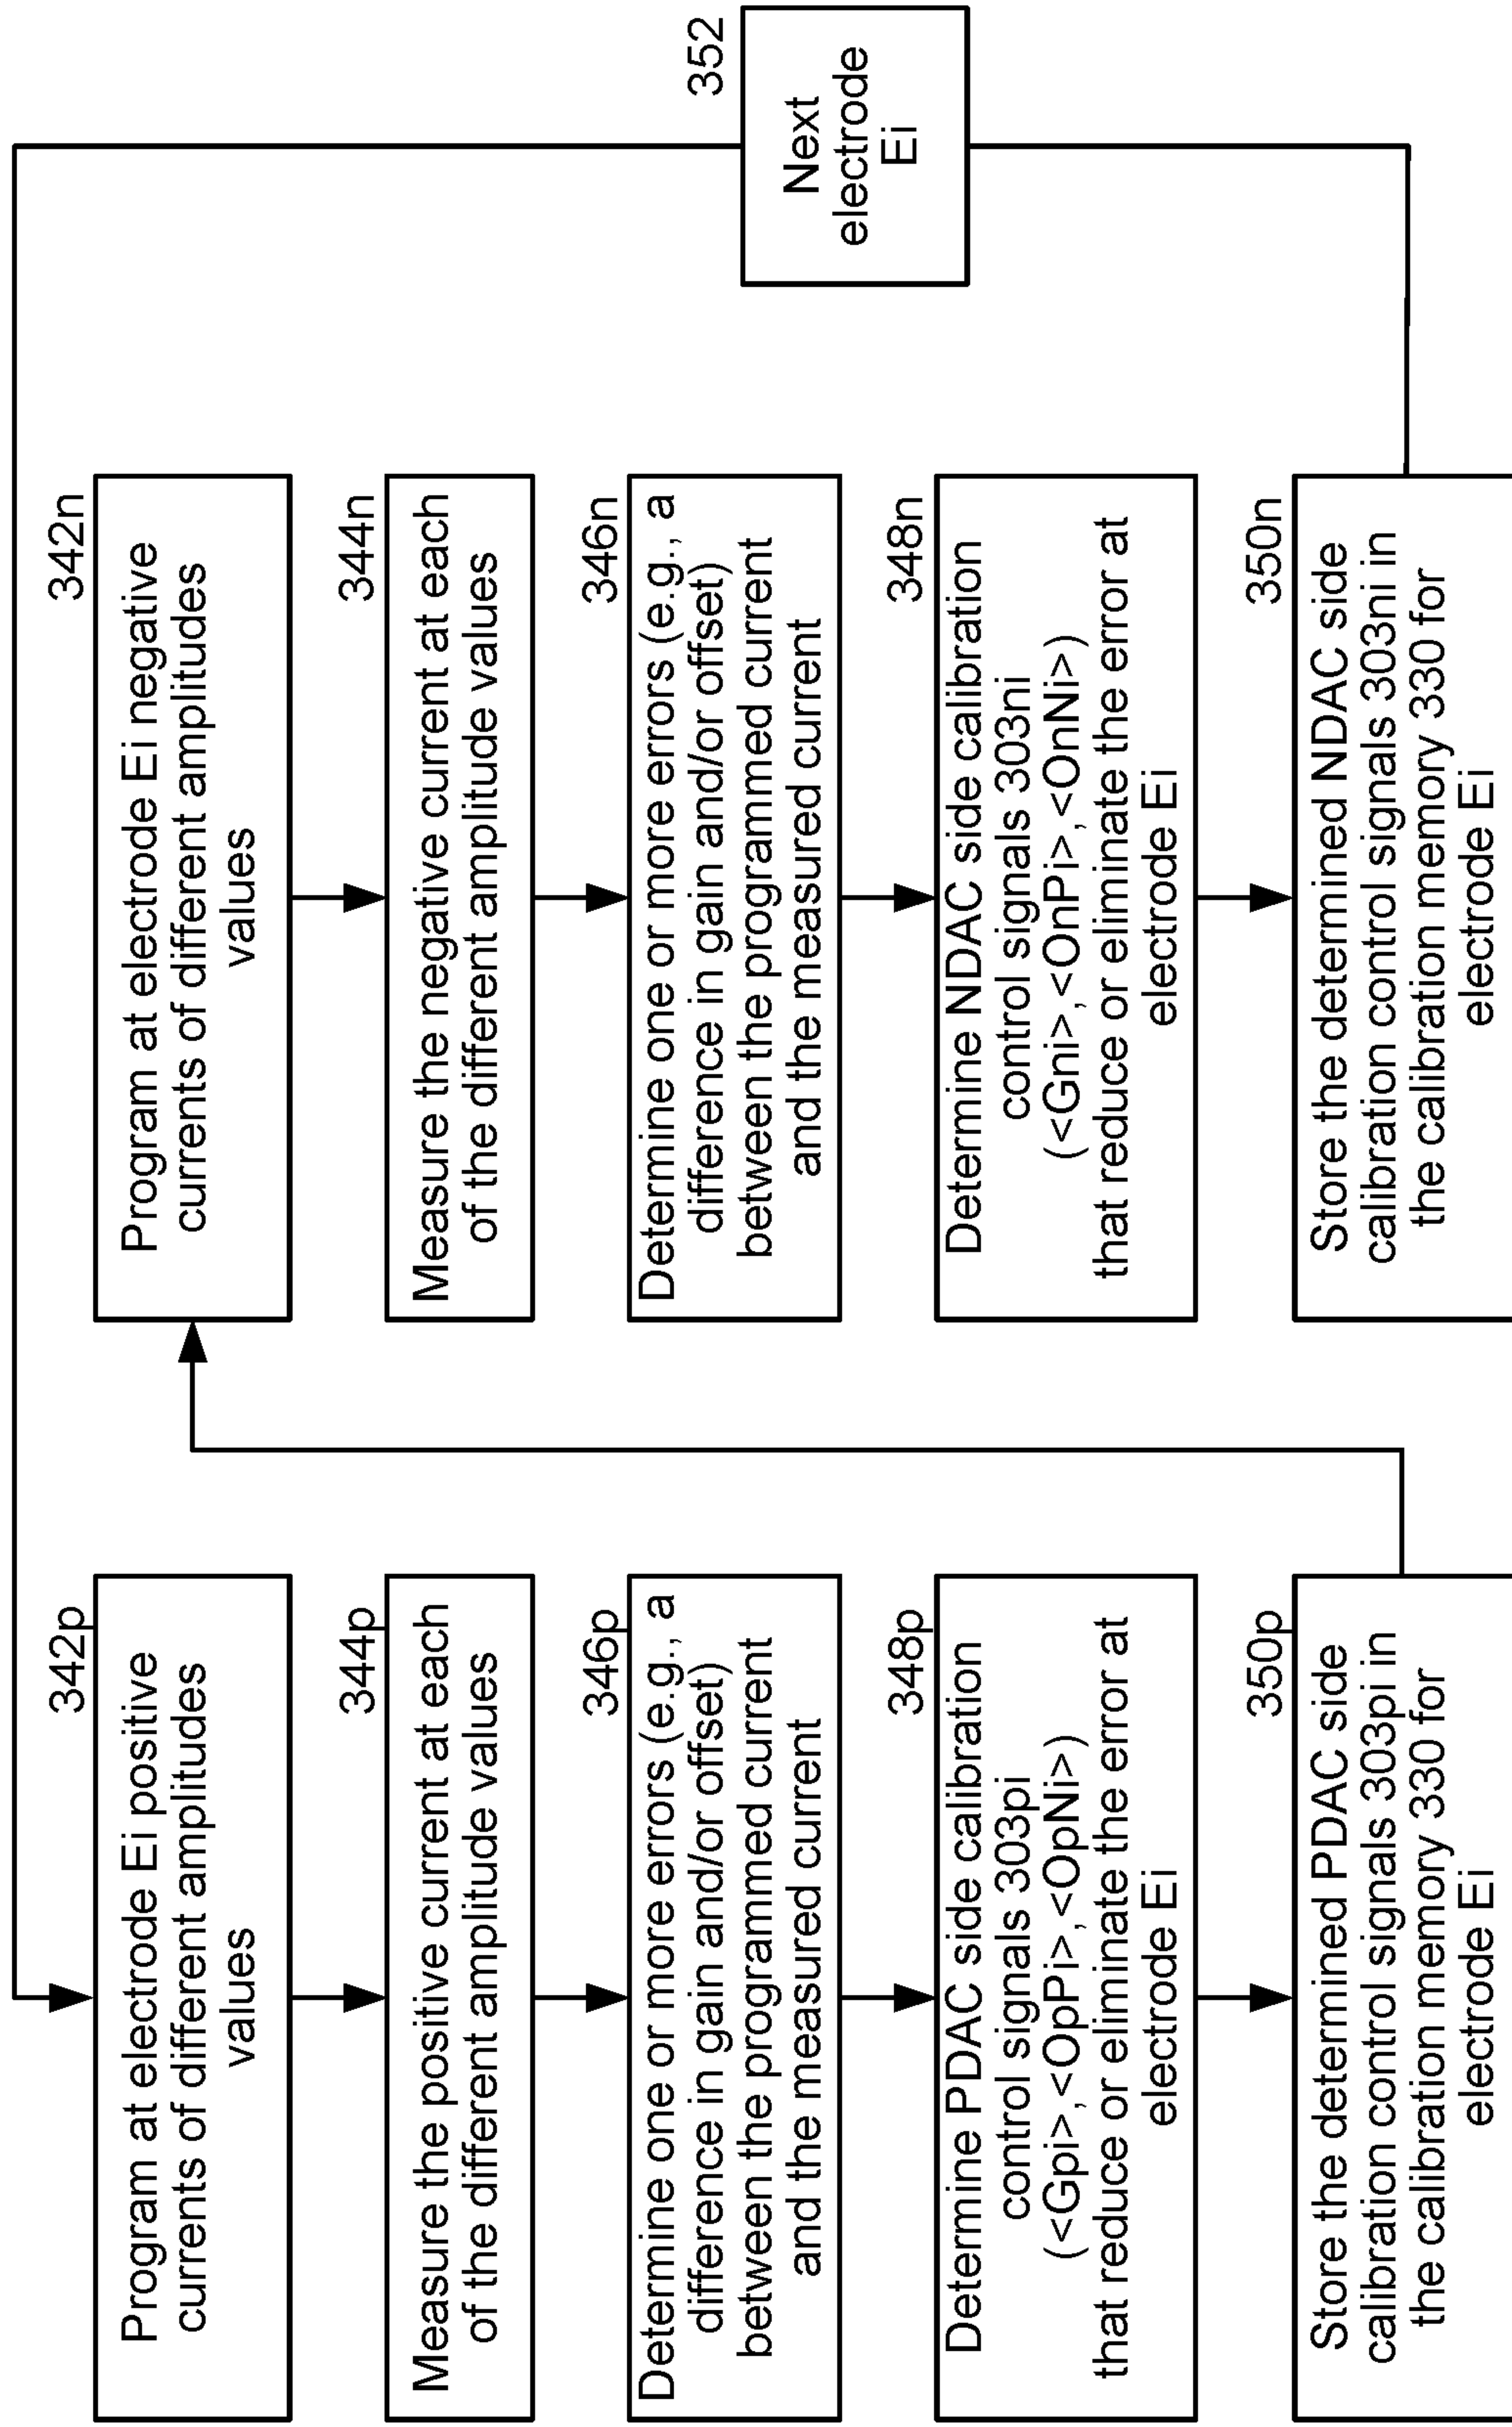 342p
Program at electrode Ei positive
currents of different amplitudes
values
344p
Measure the positive current at each
of the different amplitude values
346p
Determine one or more errors (e.g., a
difference in gain and/or offset)
between the programmed current
and the measured current
348p
Determine PDAC side calibration
control signals 303pi
(<Gpi>,<OpPi>,<OpNi>)
that reduce or eliminate the error at
electrode Ei
350p
Store the determined PDAC side
calibration control signals 303pi in
the calibration memory 330 for
electrode Ei
342n
Program at electrode Ei negative
currents of different amplitudes
values
344n
Measure the negative current at each
of the different amplitude values
346n
Determine one or more errors (e.g., a
difference in gain and/or offset)
between the programmed current
and the measured current
348n
Determine NDAC side calibration
control signals 303ni
(<Gni>,<OnPi>,<OnNi>)
that reduce or eliminate the error at
electrode Ei
350n
Store the determined NDAC side
calibration control signals 303ni in
the calibration memory 330 for
electrode Ei
352
Next
electrode
Ei